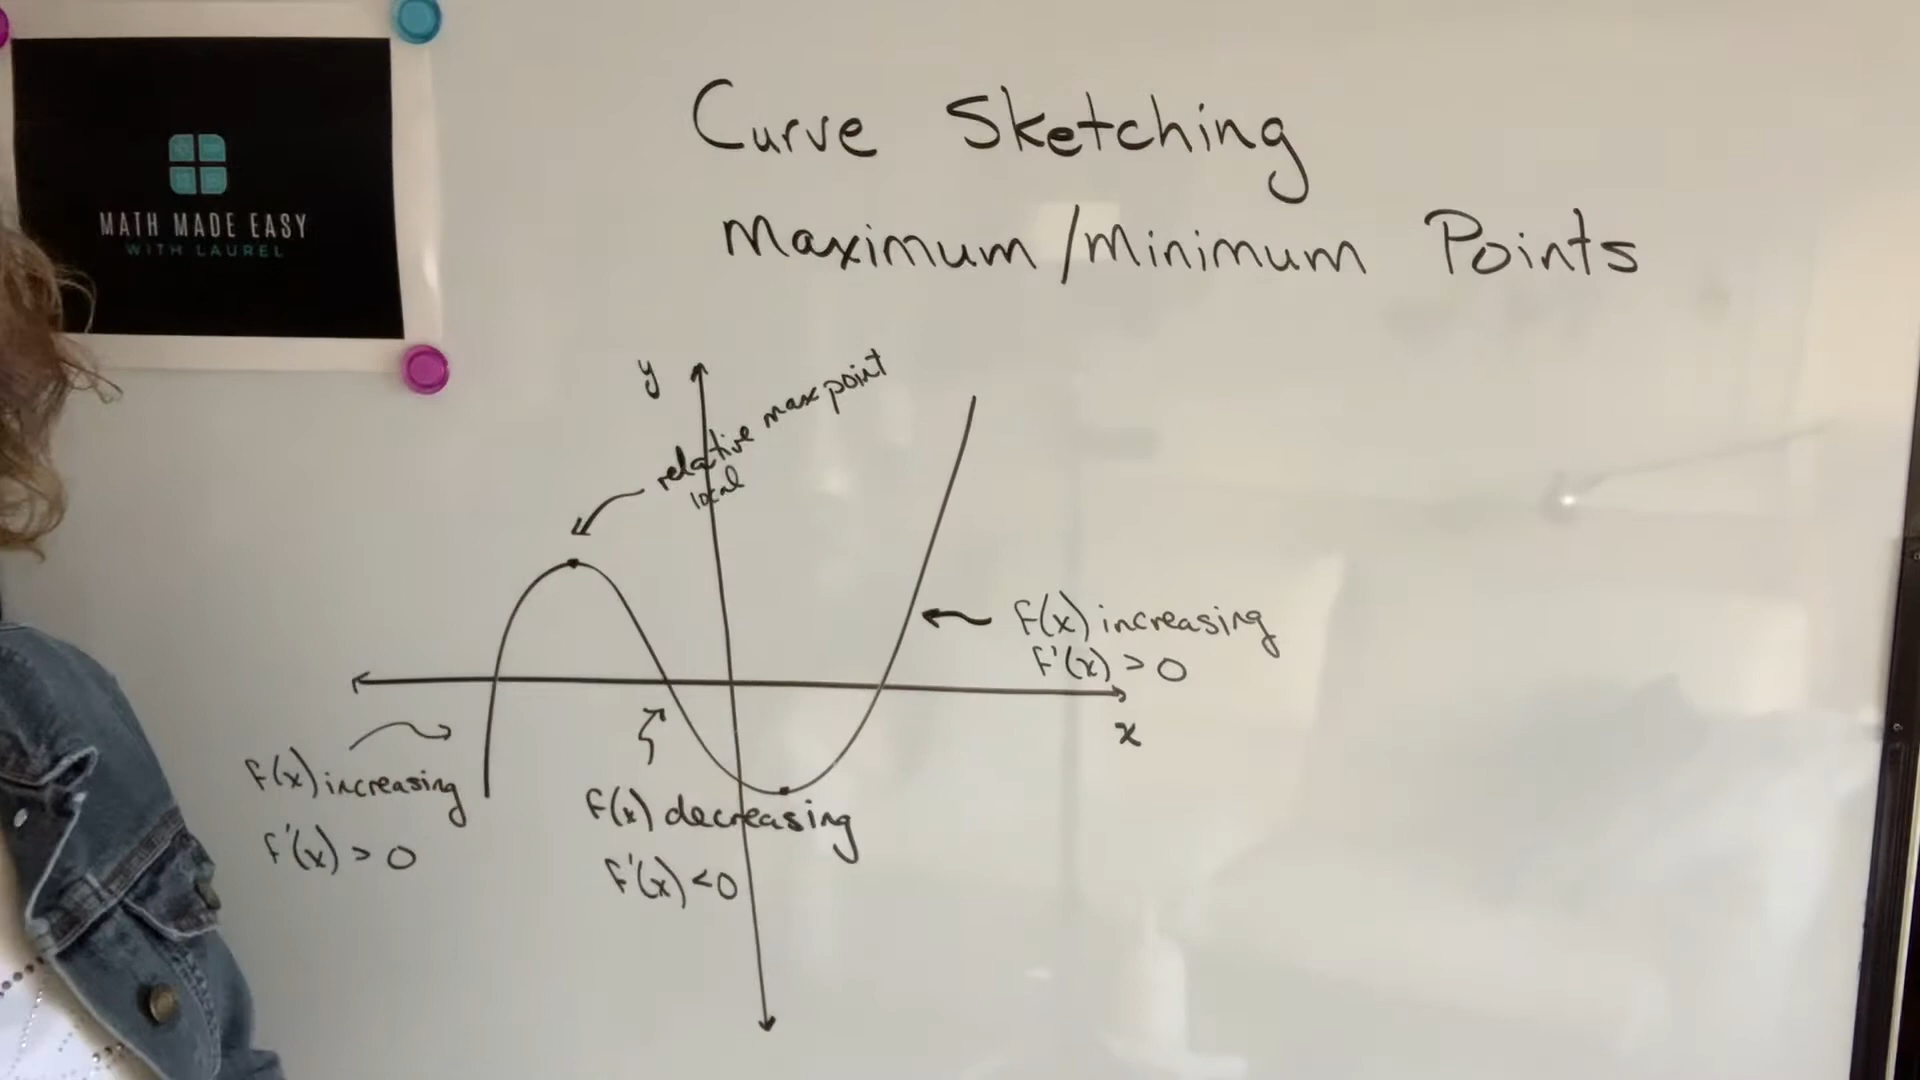 MATH MADE EASY
WITH LAUREL
Curve Sketching
Maximum/Minimum Points
y
relative max point
local
f(x) increasing
f'(x) > 0
x
f(x) increasing
f'(x) > 0
f(x) decreasing
f'(x) < 0